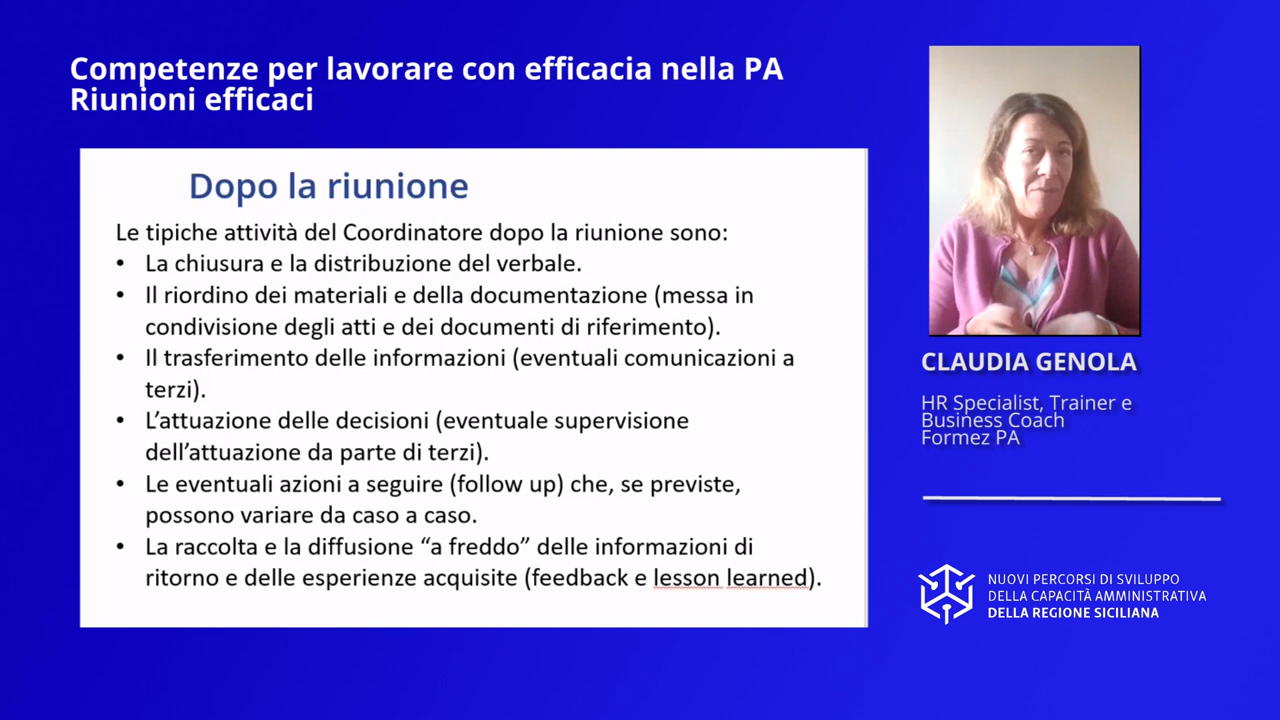 Competenze per lavorare con efficacia nella PA
Riunioni efficaci
Dopo la riunione
Le tipiche attività del Coordinatore dopo la riunione sono:
• La chiusura e la distribuzione del verbale.
• Il riordino dei materiali e della documentazione (messa in
condivisione degli atti e dei documenti di riferimento).
• Il trasferimento delle informazioni (eventuali comunicazioni a
terzi).
• L’attuazione delle decisioni (eventuale supervisione
dell’attuazione da parte di terzi).
• Le eventuali azioni a seguire (follow up) che, se previste,
possono variare da caso a caso.
• La raccolta e la diffusione “a freddo” delle informazioni di
ritorno e delle esperienze acquisite (feedback e lesson learned).
CLAUDIA GENOLA
HR Specialist, Trainer e
Business Coach
Formez PA
NUOVI PERCORSI DI SVILUPPO
DELLA CAPACITÀ AMMINISTRATIVA
DELLA REGIONE SICILIANA